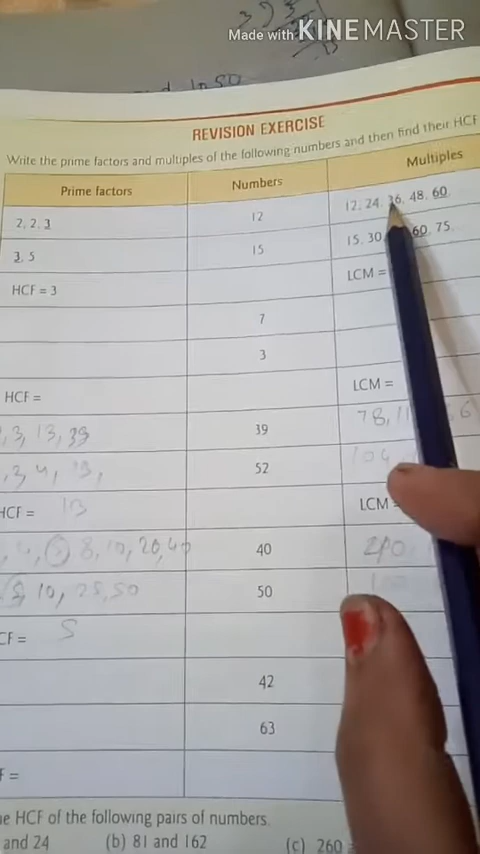 Made with KINEMASTER
REVISION EXERCISE
Write the prime factors and multiples of the following numbers and then find their HCF
Prime factors Numbers Multiples
2, 2, 3 12 12, 24, 36, 48, 60,
3, 5 15 15, 30, 60, 75,
HCF = 3 LCM =
7
3
HCF = LCM =
3, 13, 39 39 78,
52 104
HCF = 13 LCM
8, 10, 20, 40 40
10, 25, 50 50
CF = 5
42
63
F =
e HCF of the following pairs of numbers.
and 24 (b) 81 and 162 (c) 260